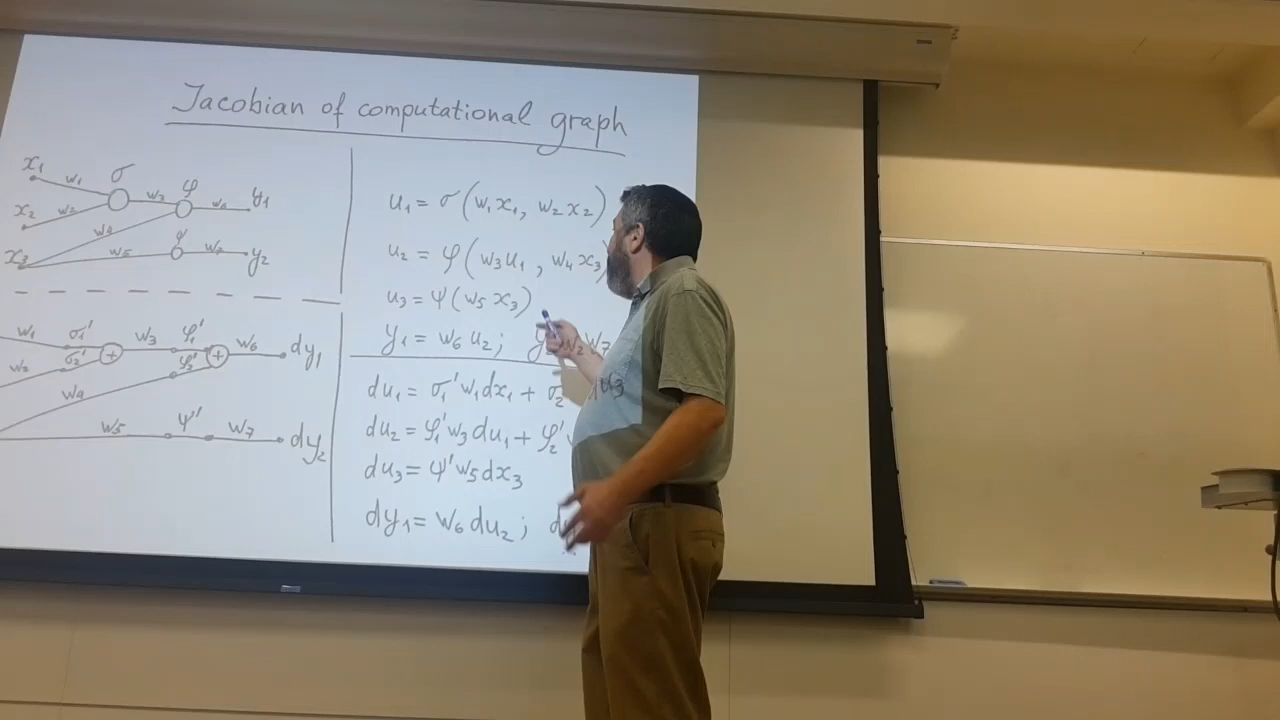 Jacobian of computational graph
x₁ w₁ σ w₃ φ w₆ y₁
x₂ w₂
w₄
x₃ w₅ ψ w₇ y₂
w₁ σ₁' + w₃ φ₁' + w₆ dy₁
w₂ σ₂' φ₂'
w₄
w₅ ψ' w₇ dy₂
u₁ = σ(w₁x₁, w₂x₂)
u₂ = φ(w₃u₁, w₄x₃)
u₃ = ψ(w₅x₃)
y₁ = w₆u₂; w₇
u₃
du₁ = σ₁'w₁dx₁ + σ₂
du₂ = φ₁'w₃du₁ + φ₂'
du₃ = ψ'w₅dx₃
dy₁ = w₆du₂; d